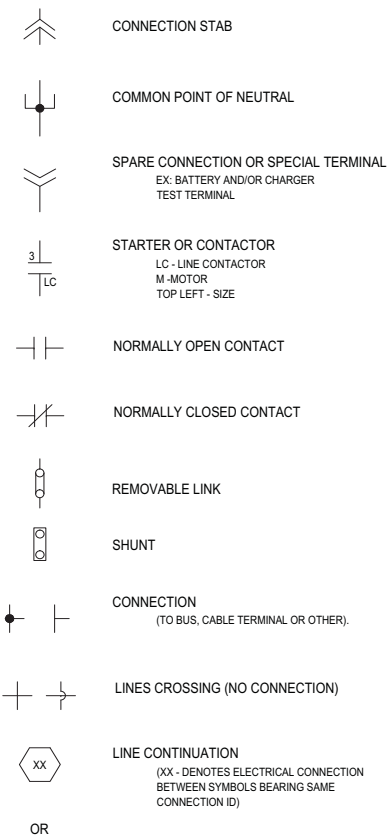 CONNECTION STAB
COMMON POINT OF NEUTRAL
SPARE CONNECTION OR SPECIAL TERMINAL
EX: BATTERY AND/OR CHARGER
TEST TERMINAL
3
LC
STARTER OR CONTACTOR
LC - LINE CONTACTOR
M -MOTOR
TOP LEFT - SIZE
NORMALLY OPEN CONTACT
NORMALLY CLOSED CONTACT
REMOVABLE LINK
SHUNT
CONNECTION
(TO BUS, CABLE TERMINAL OR OTHER).
LINES CROSSING (NO CONNECTION)
XX
LINE CONTINUATION
(XX - DENOTES ELECTRICAL CONNECTION
BETWEEN SYMBOLS BEARING SAME
CONNECTION ID)
OR